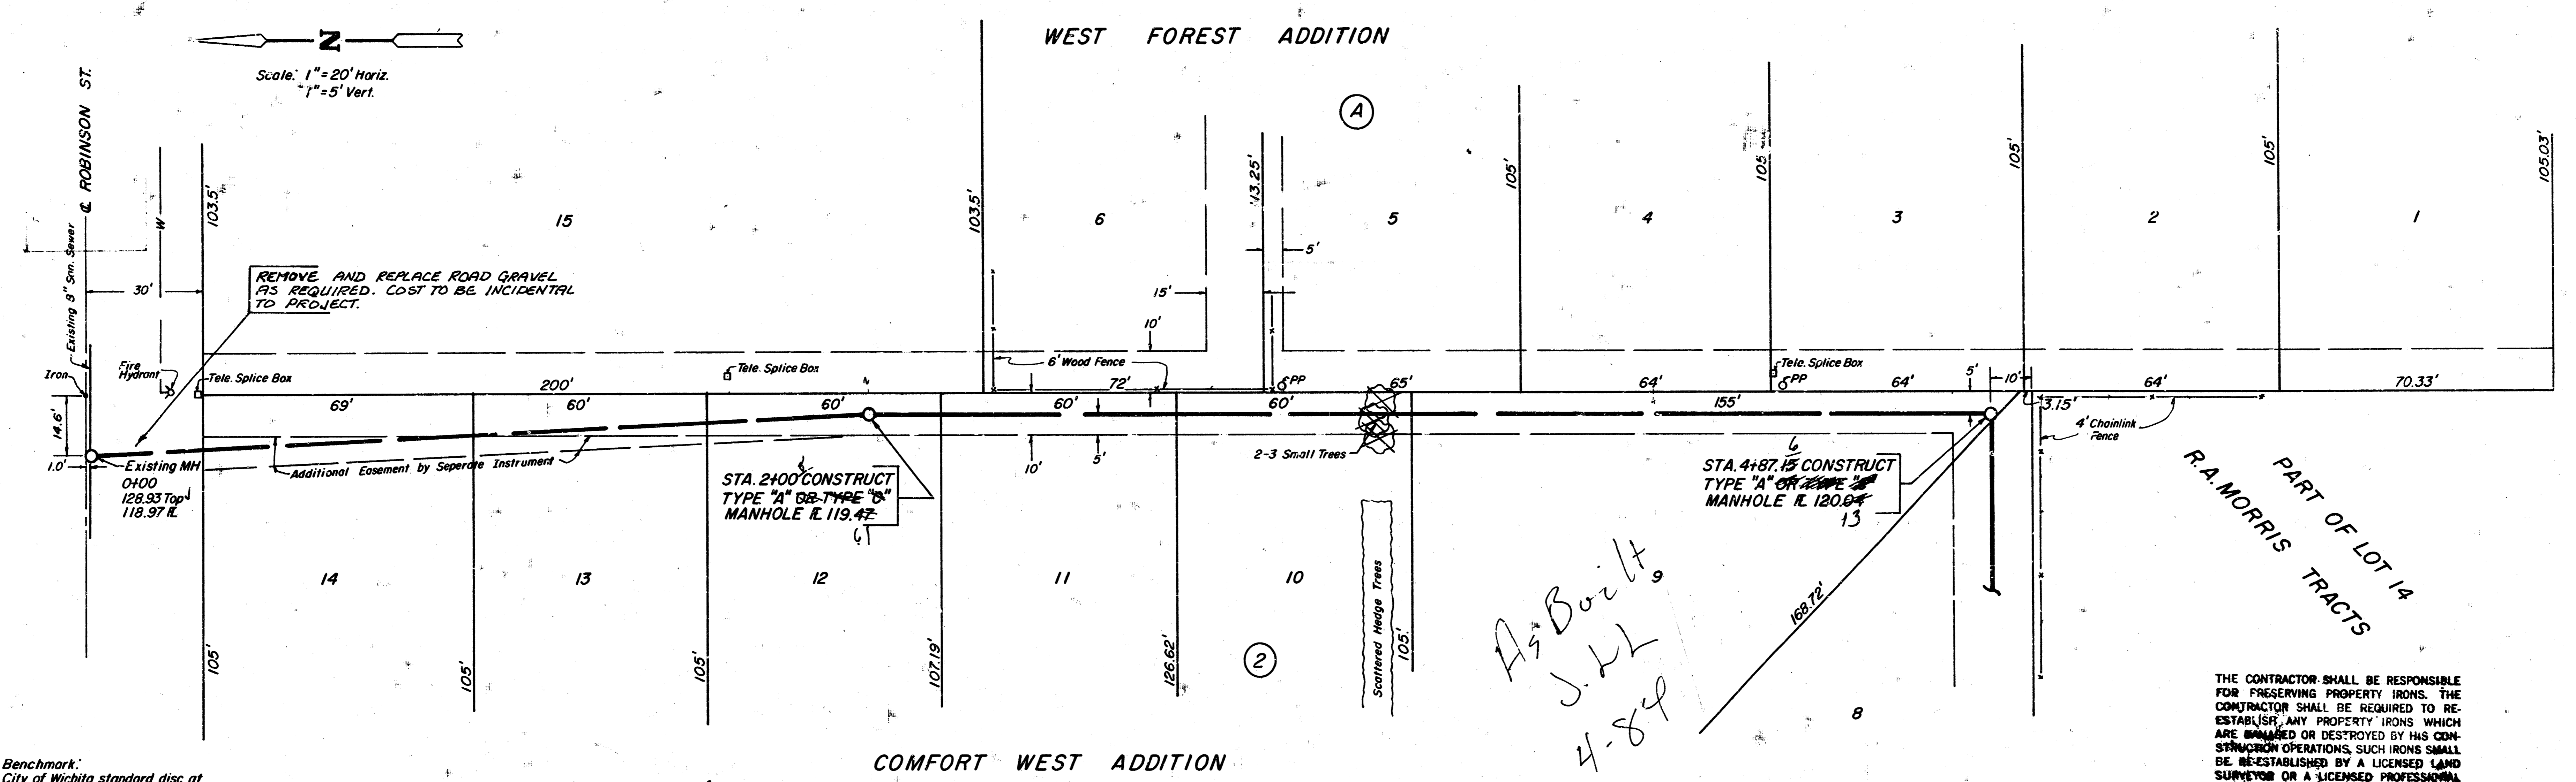 WEST FOREST ADDITION
N
Scale: 1"=20' Horiz.
1"=5' Vert.
A
℄ ROBINSON ST.
Existing 8" San. Sewer
W
103.5'
15
103.5'
6
113.25'
5
105'
4
105'
3
105'
2
105'
1
105.03'
5'
15'
10'
30'
REMOVE AND REPLACE ROAD GRAVEL
AS REQUIRED. COST TO BE INCIDENTAL
TO PROJECT.
Iron
Fire
Hydrant
Tele. Splice Box
Tele. Splice Box
6' Wood Fence
PP
Tele. Splice Box
PP
200'
72'
65'
64'
64'
5'
10'
64'
70.33'
69'
60'
60'
60'
60'
155'
3.15'
14.6'
1.0'
4' Chainlink
Fence
Existing MH
0+00
128.93 Top
118.97 FL
Additional Easement by Seperate Instrument
10'
5'
2-3 Small Trees
STA. 2+00 CONSTRUCT
TYPE "A" OR TYPE
MANHOLE FL 119.47
61
6
STA. 4+87.15 CONSTRUCT
TYPE "A"
MANHOLE FL 120.04
13
PART OF LOT 14
R.A. MORRIS TRACTS
14
13
12
11
10
9
8
2
Scattered Hedge Trees
105'
105'
105'
107.19'
126.62'
105'
168.72'
As Built
4-84
COMFORT WEST ADDITION
Benchmark:
City of Wichita standard disc at
THE CONTRACTOR SHALL BE RESPONSIBLE
FOR PRESERVING PROPERTY IRONS. THE
CONTRACTOR SHALL BE REQUIRED TO RE-
ESTABLISH ANY PROPERTY IRONS WHICH
ARE DAMAGED OR DESTROYED BY HIS CON-
STRUCTION OPERATIONS, SUCH IRONS SHALL
BE RE-ESTABLISHED BY A LICENSED LAND
SURVEYOR OR A LICENSED PROFESSIONAL